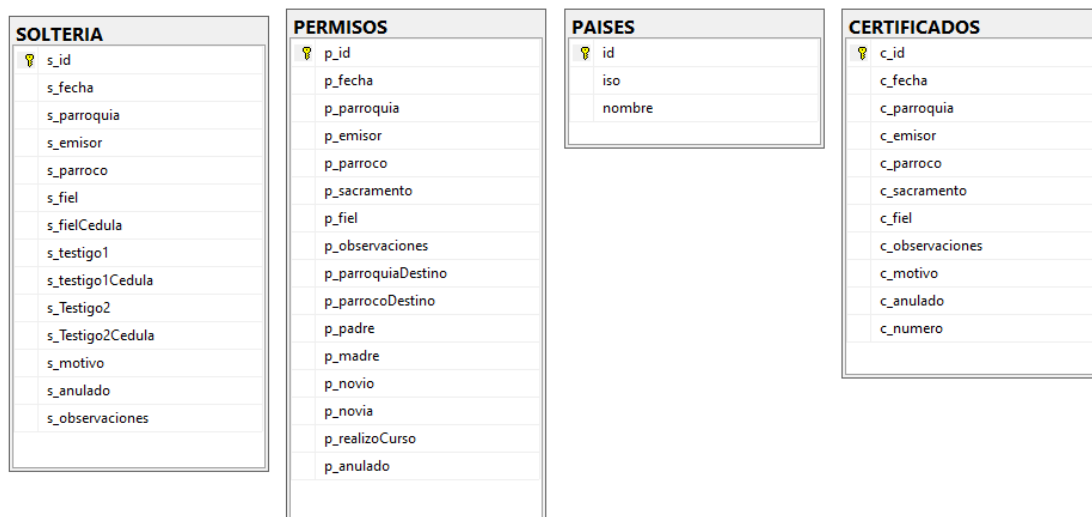 SOLTERIA
s_id
s_fecha
s_parroquia
s_emisor
s_parroco
s_fiel
s_fielCedula
s_testigo1
s_testigo1Cedula
s_Testigo2
s_Testigo2Cedula
s_motivo
s_anulado
s_observaciones
PERMISOS
p_id
p_fecha
p_parroquia
p_emisor
p_parroco
p_sacramento
p_fiel
p_observaciones
p_parroquiaDestino
p_parrocoDestino
p_padre
p_madre
p_novio
p_novia
p_realizoCurso
p_anulado
PAISES
id
iso
nombre
CERTIFICADOS
c_id
c_fecha
c_parroquia
c_emisor
c_parroco
c_sacramento
c_fiel
c_observaciones
c_motivo
c_anulado
c_numero